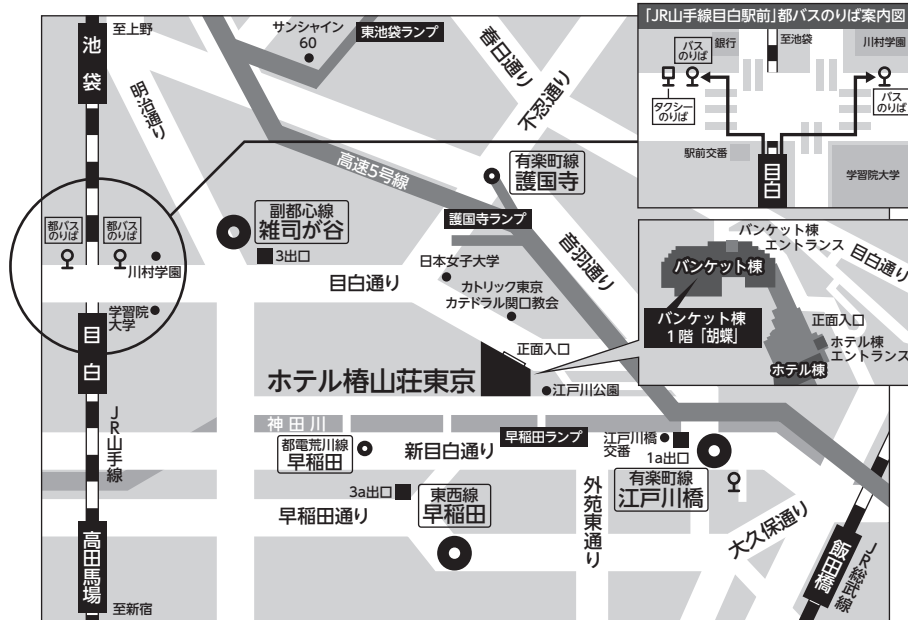 「JR山手線目白駅前」都バスのりば案内図
銀行
至池袋
川村学園
バス
のりば
タクシー
のりば
バス
のりば
駅前交番
目白
学習院大学
至上野
池袋
サンシャイン
60
東池袋ランプ
春日通り
不忍通り
明治通り
高速5号線
有楽町線
護国寺
護国寺ランプ
音羽通り
副都心線
雑司が谷
3出口
都バス
のりば
都バス
のりば
川村学園
目白通り
日本女子大学
カトリック東京
カテドラル関口教会
学習院
大学
目白
正面入口
ホテル椿山荘東京
江戸川公園
バンケット棟
エントランス
目白通り
バンケット棟
バンケット棟
1階「胡蝶」
正面入口
ホテル棟
エントランス
ホテル棟
JR山手線
神田川
都電荒川線
早稲田
新目白通り
早稲田ランプ
江戸川橋
交番
1a出口
有楽町線
江戸川橋
3a出口
東西線
早稲田
早稲田通り
外苑東通り
大久保通り
飯田橋
JR総武線
高田馬場
至新宿